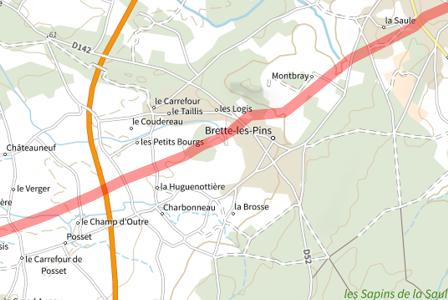 la Saule
61
D142
Montbray
le Carrefour
le Taillis
les Logis
le Coudereau
Brette-les-Pins
les Petits Bourgs
Châteauneuf
le Verger
la Huguenottière
Charbonneau
la Brosse
le Champ d'Outre
Posset
le Carrefour de
Posset
D52
les Sapins de la Saul